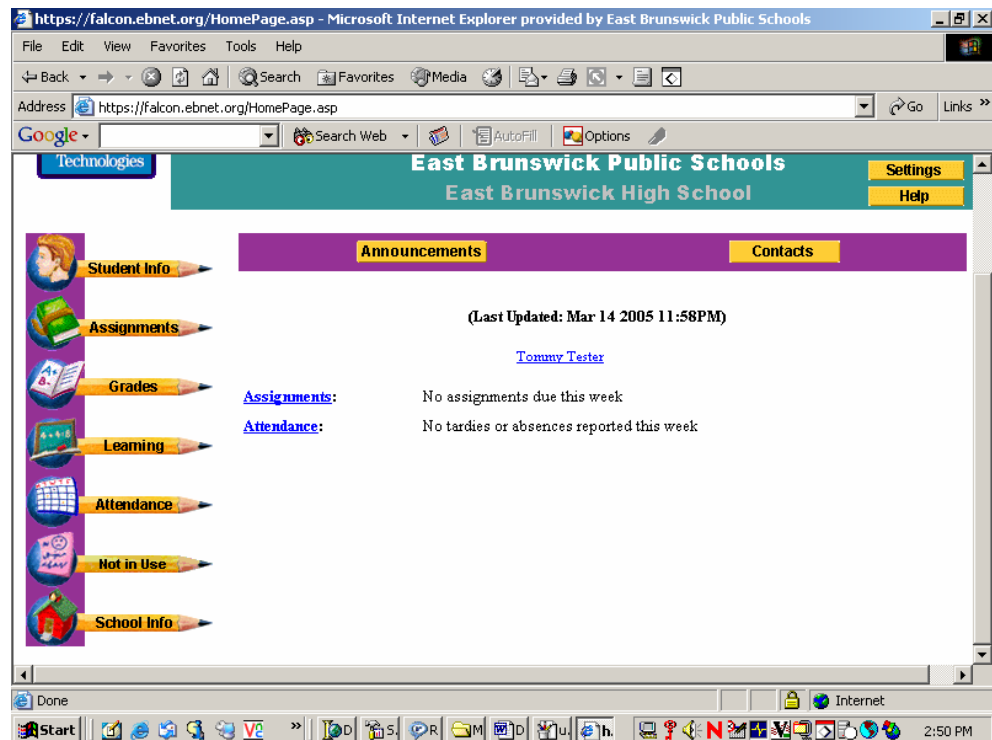 https://falcon.ebnet.org/HomePage.asp - Microsoft Internet Explorer provided by East Brunswick Public Schools
File Edit View Favorites Tools Help
Back Search Favorites Media
Address https://falcon.ebnet.org/HomePage.asp Go Links »
Google Search Web AutoFill Options
Technologies
East Brunswick Public Schools
East Brunswick High School
Settings
Help
Announcements Contacts
Student Info
Assignments
Grades
Learning
Attendance
Not in Use
School Info
(Last Updated: Mar 14 2005 11:58PM)
Tommy Tester
Assignments: No assignments due this week
Attendance: No tardies or absences reported this week
Done Internet
Start » D S. R M D u. h. 2:50 PM